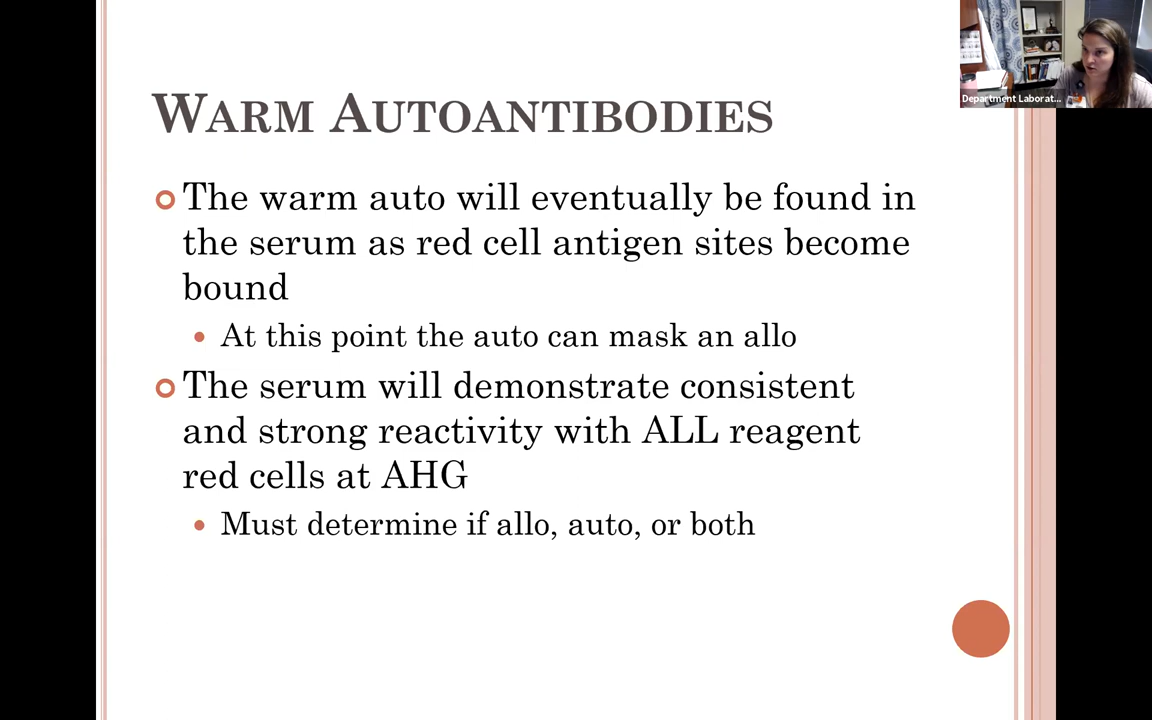 WARM AUTOANTIBODIES
The warm auto will eventually be found in
the serum as red cell antigen sites become
bound
At this point the auto can mask an allo
The serum will demonstrate consistent
and strong reactivity with ALL reagent
red cells at AHG
Must determine if allo, auto, or both
Department Laborat...